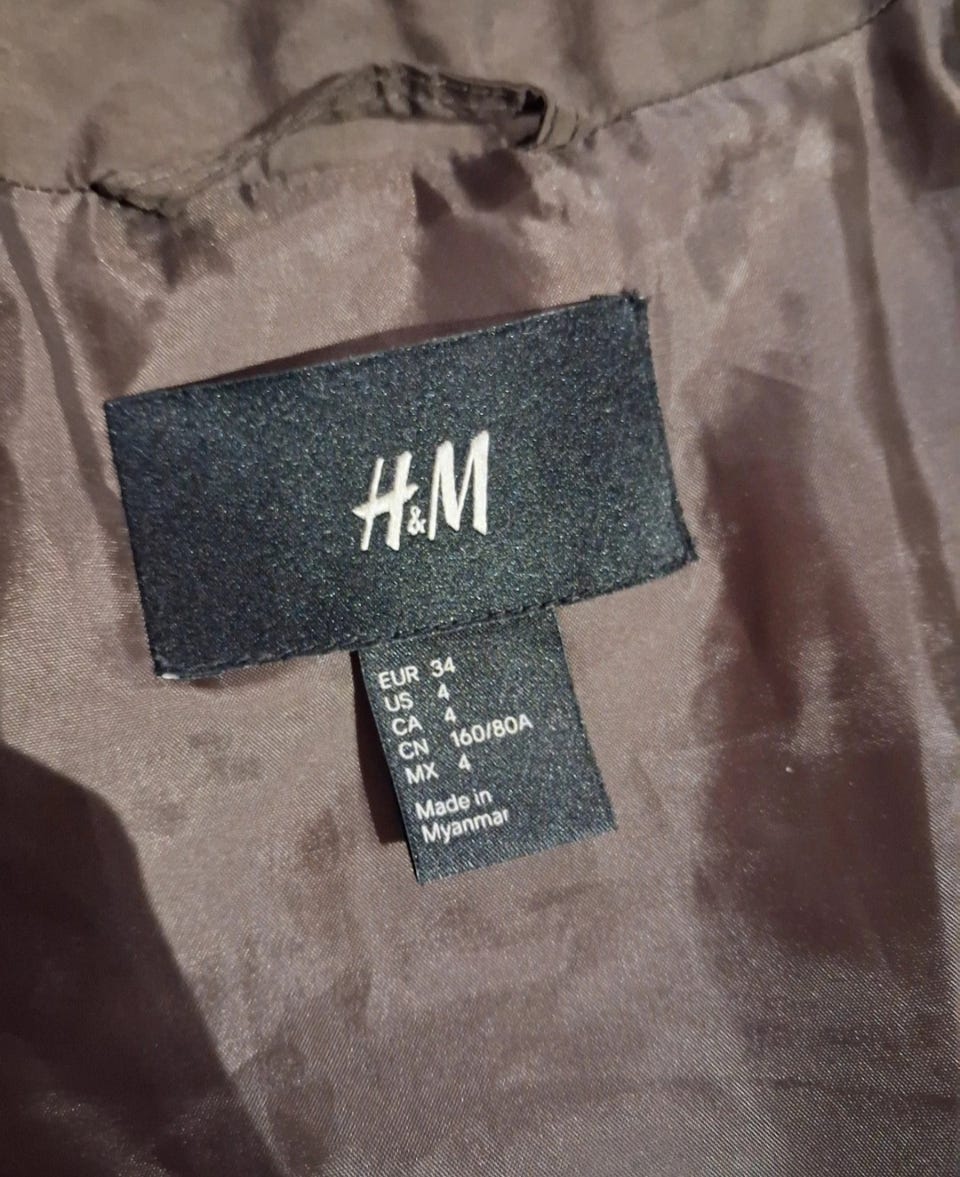 H&M
EUR 34
US 4
CA 4
CN 160/80A
MX 4
Made in
Myanmar